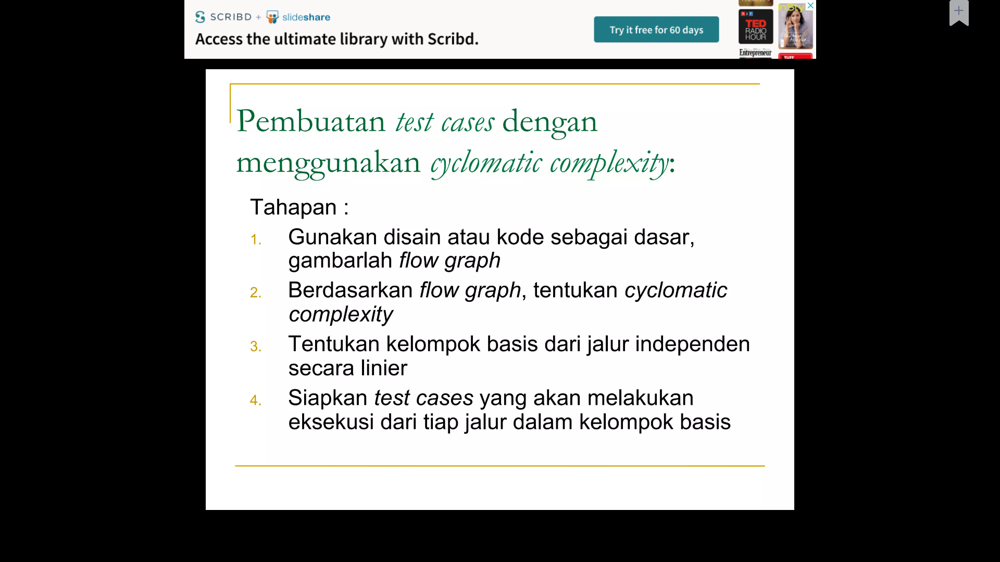 SCRIBD + slideshare
Access the ultimate library with Scribd.
Try it free for 60 days
TED
RADIO
HOUR
InStyle
Entrepreneur
Pembuatan test cases dengan
menggunakan cyclomatic complexity:
Tahapan :
1. Gunakan disain atau kode sebagai dasar,
gambarlah flow graph
2. Berdasarkan flow graph, tentukan cyclomatic
complexity
3. Tentukan kelompok basis dari jalur independen
secara linier
4. Siapkan test cases yang akan melakukan
eksekusi dari tiap jalur dalam kelompok basis